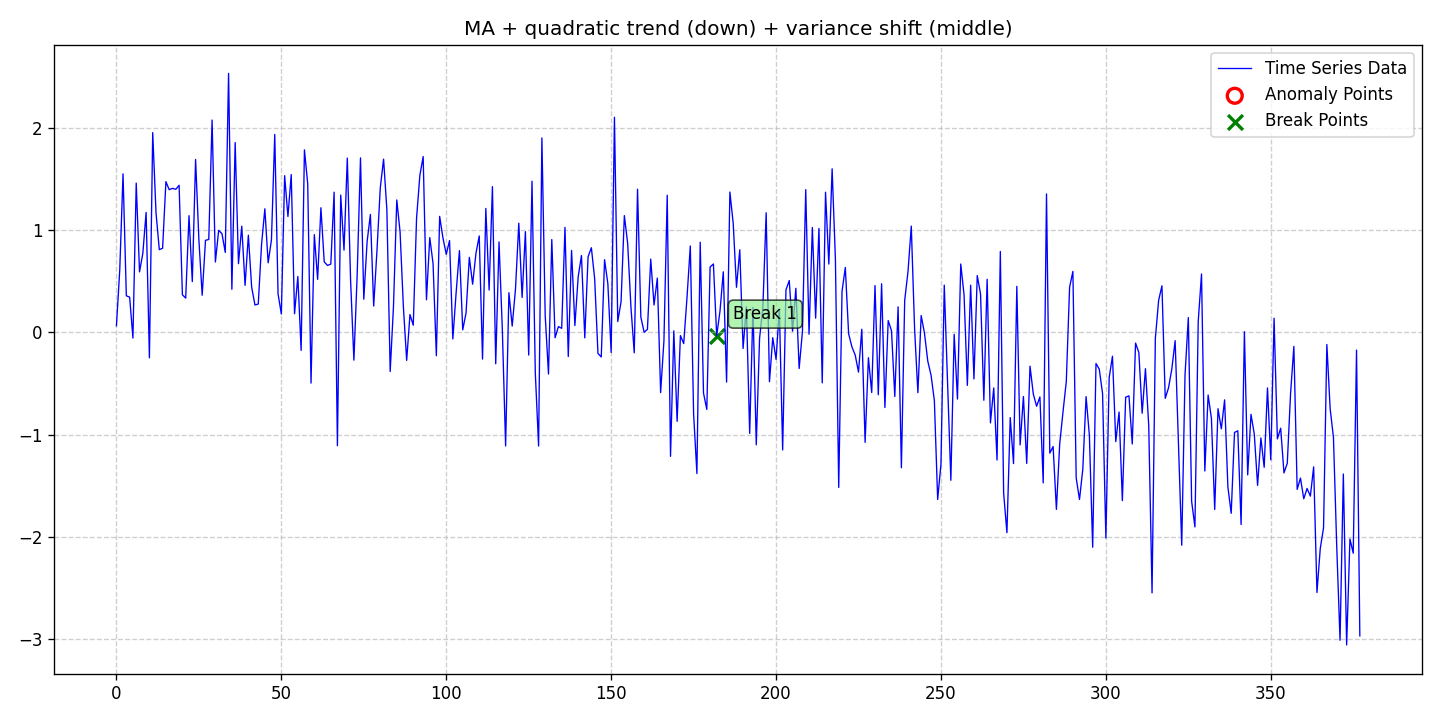 MA + quadratic trend (down) + variance shift (middle)
Time Series Data
Anomaly Points
Break Points
2
1
Break 1
0
−1
−2
−3
0 50 100 150 200 250 300 350